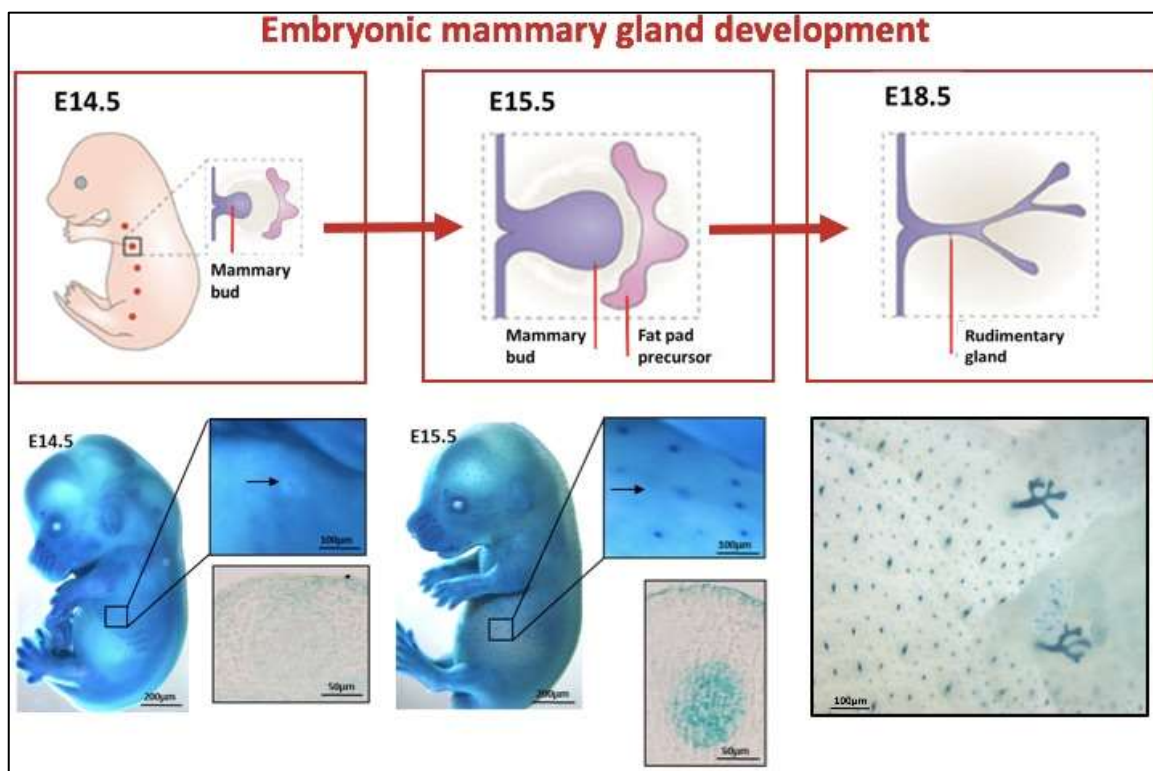 Embryonic mammary gland development
E14.5
Mammary
bud
E15.5
Mammary
bud
Fat pad
precursor
E18.5
Rudimentary
gland
E14.5
100µm
200µm
50µm
E15.5
100µm
200µm
50µm
100µm